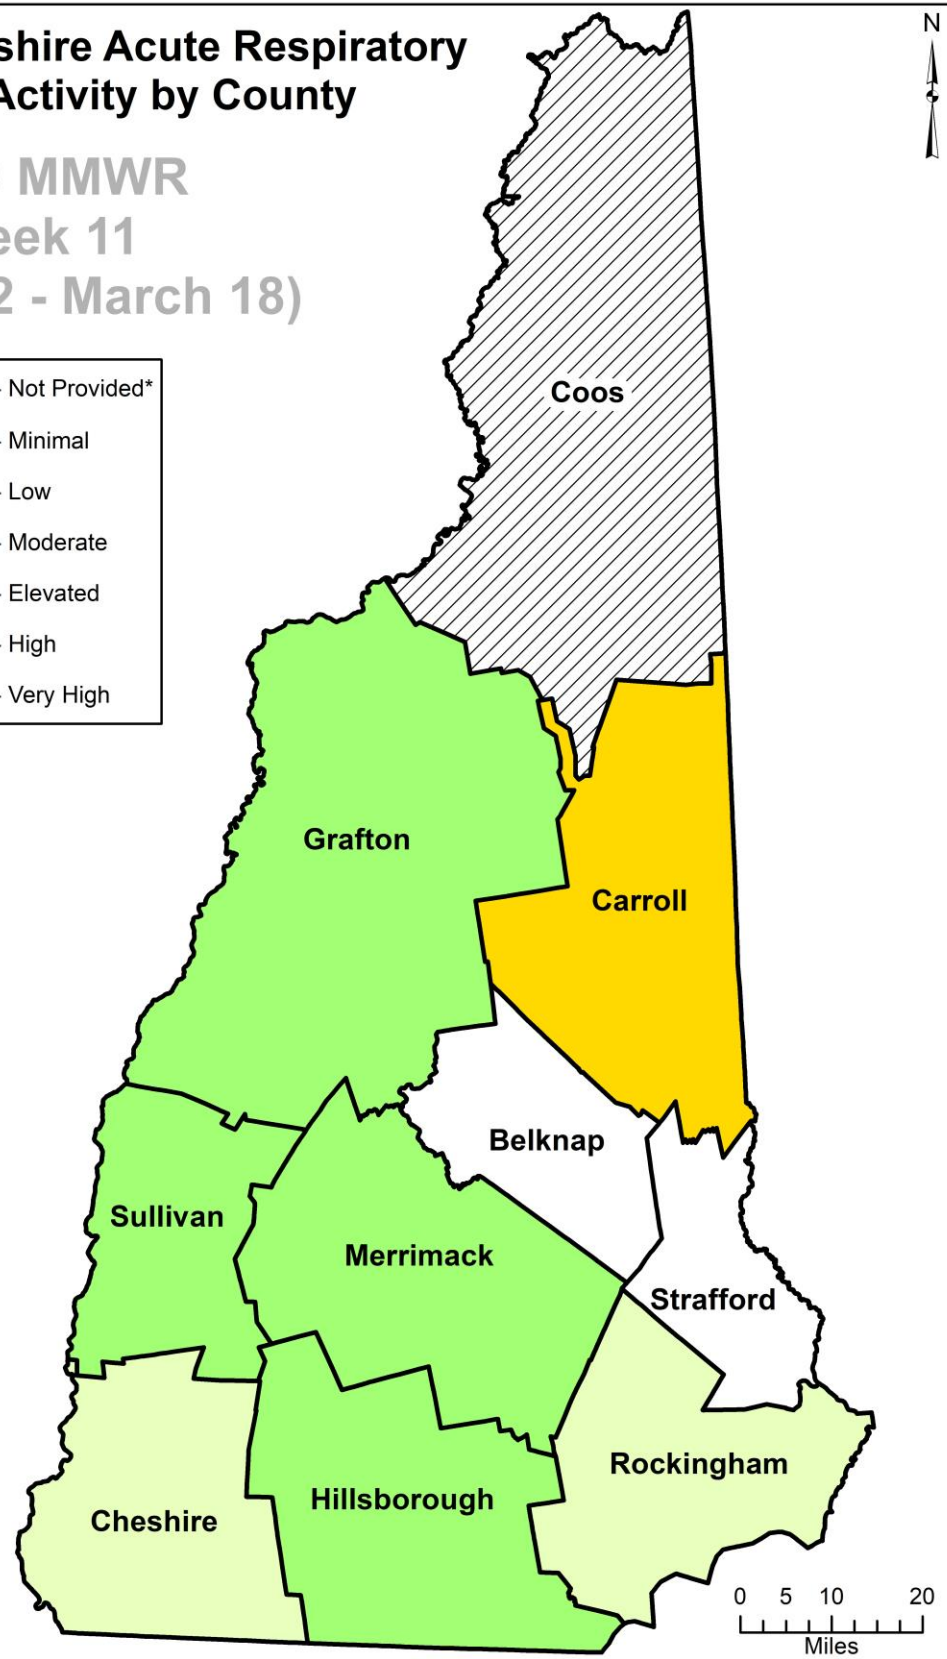 shire Acute Respiratory
Activity by County
N
MMWR
eek 11
2 - March 18)
- Not Provided*
- Minimal
- Low
- Moderate
- Elevated
- High
- Very High
Coos
Grafton
Carroll
Belknap
Sullivan
Merrimack
Strafford
Rockingham
Hillsborough
Cheshire
0 5 10 20
Miles